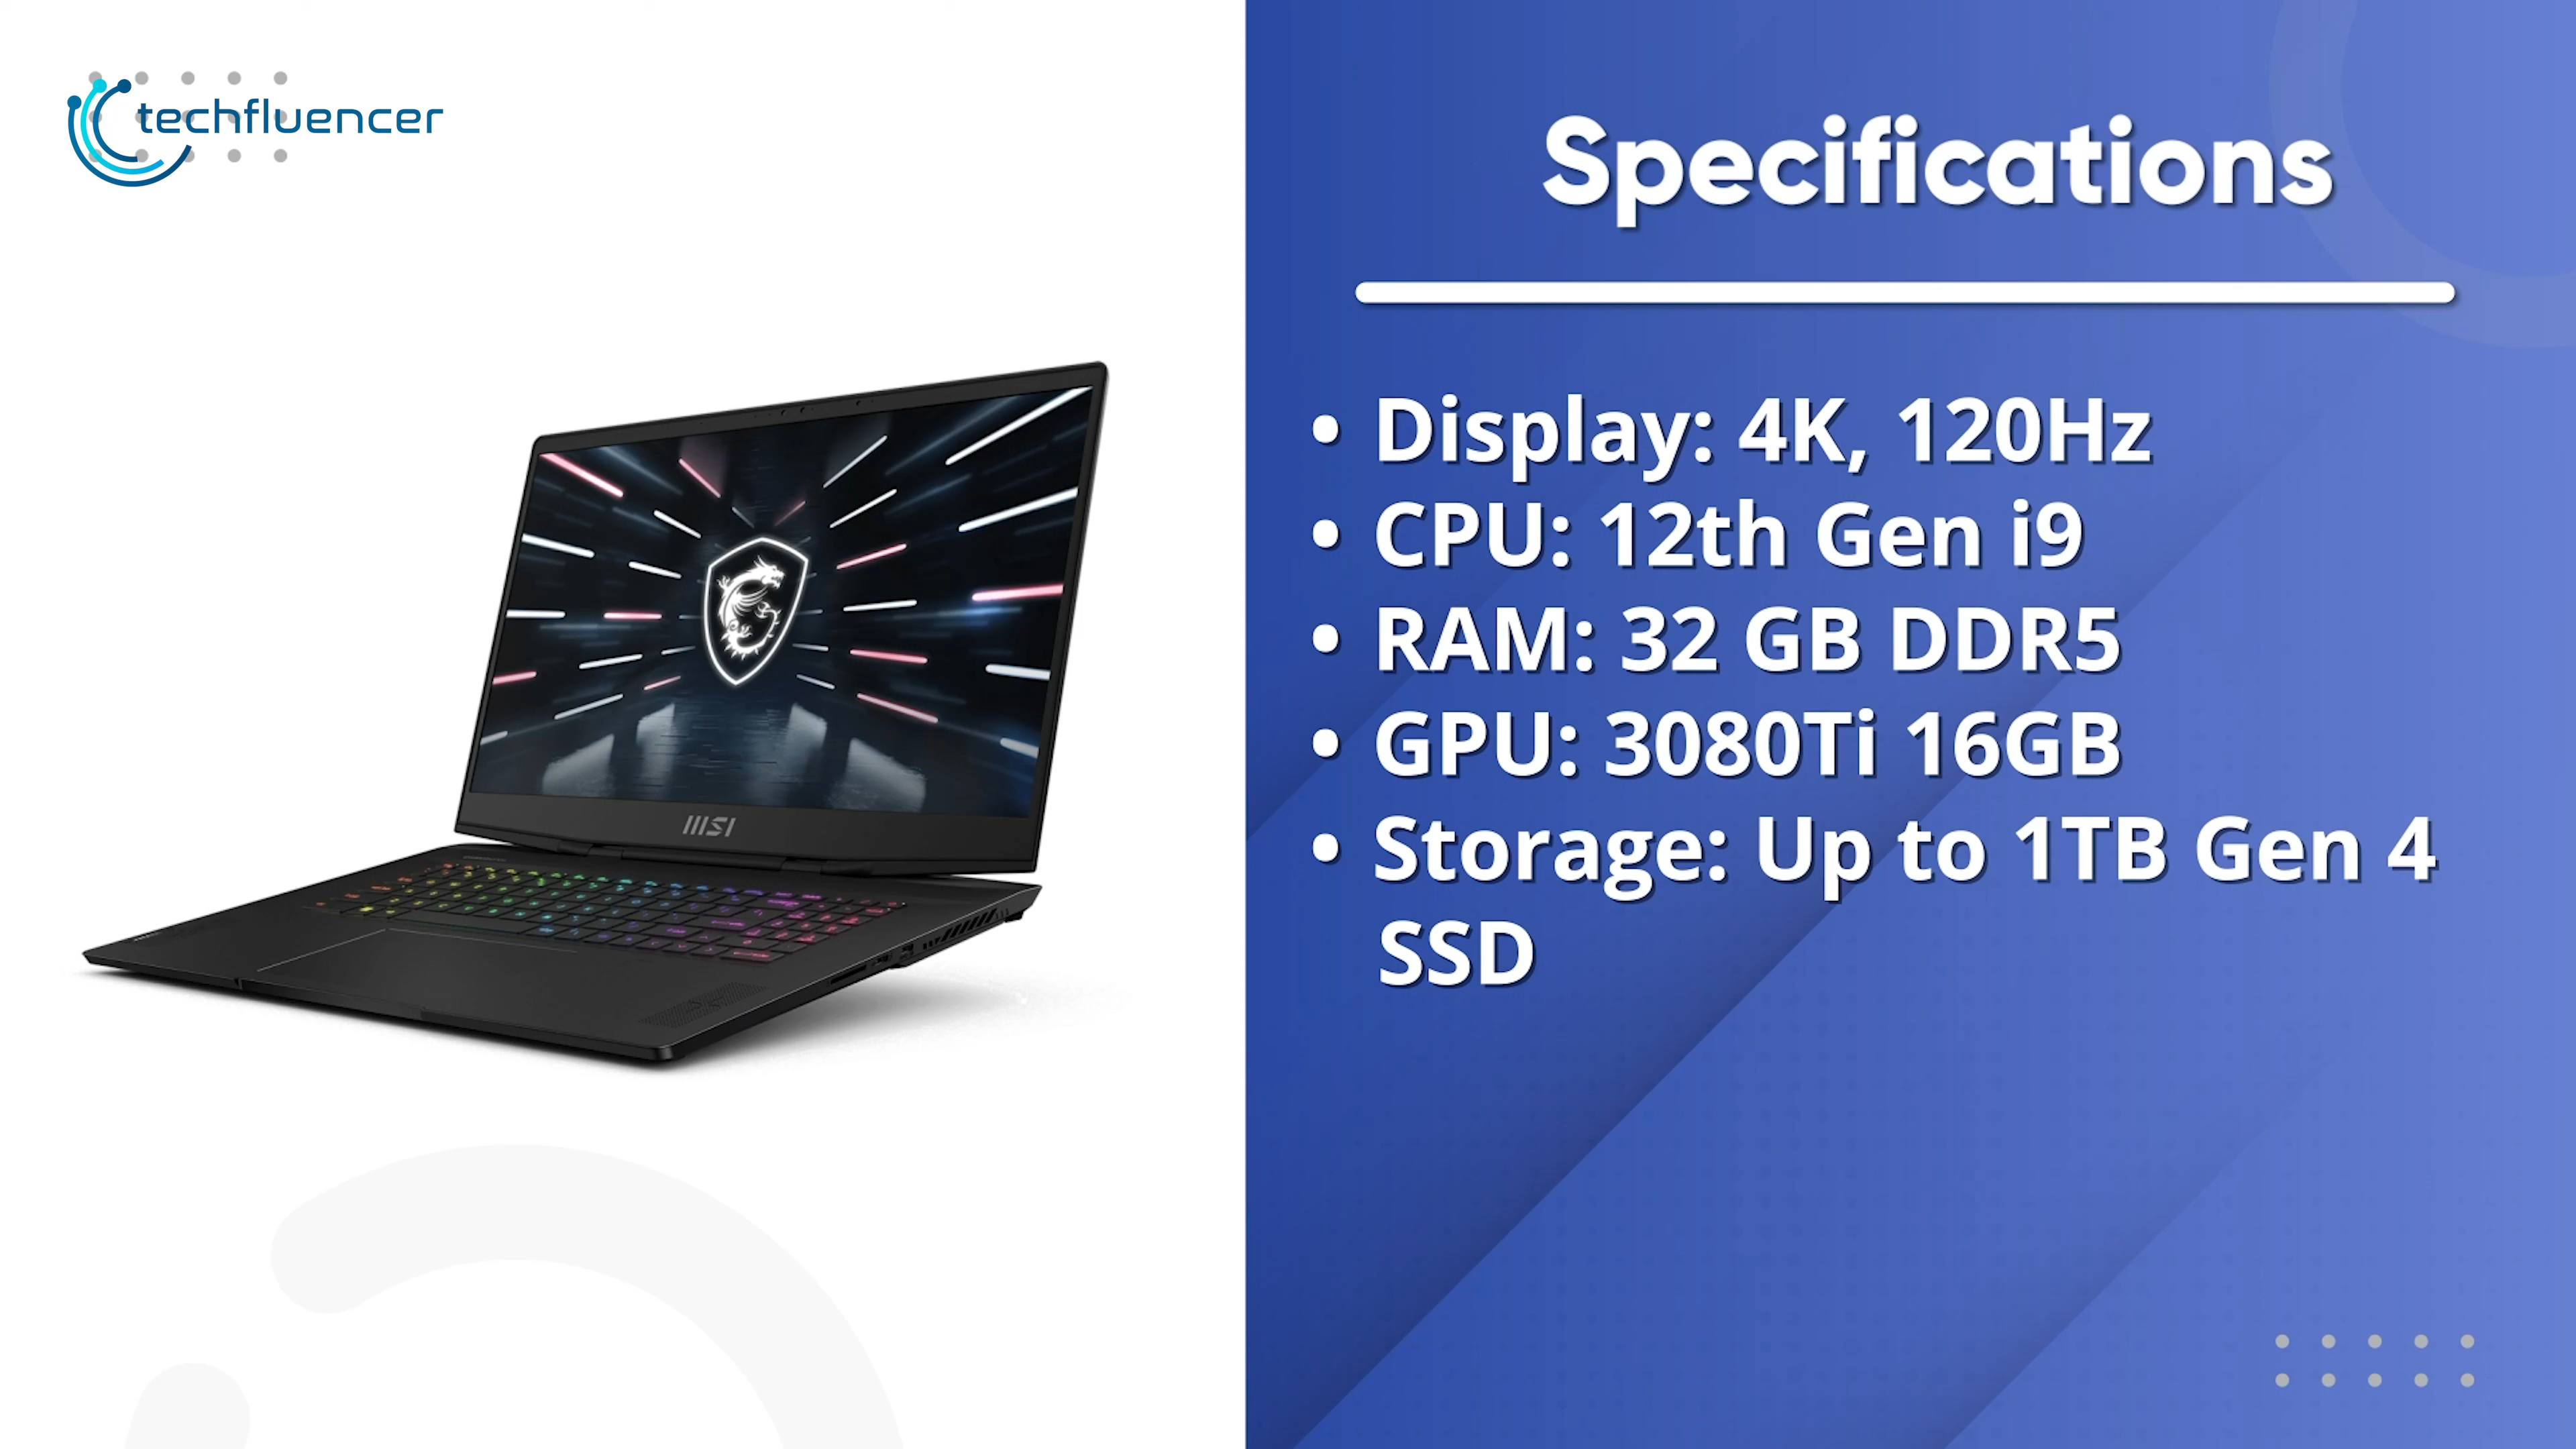 techfluencer
Specifications
• Display: 4K, 120Hz
• CPU: 12th Gen i9
• RAM: 32 GB DDR5
• GPU: 3080Ti 16GB
• Storage: Up to 1TB Gen 4
SSD
msi